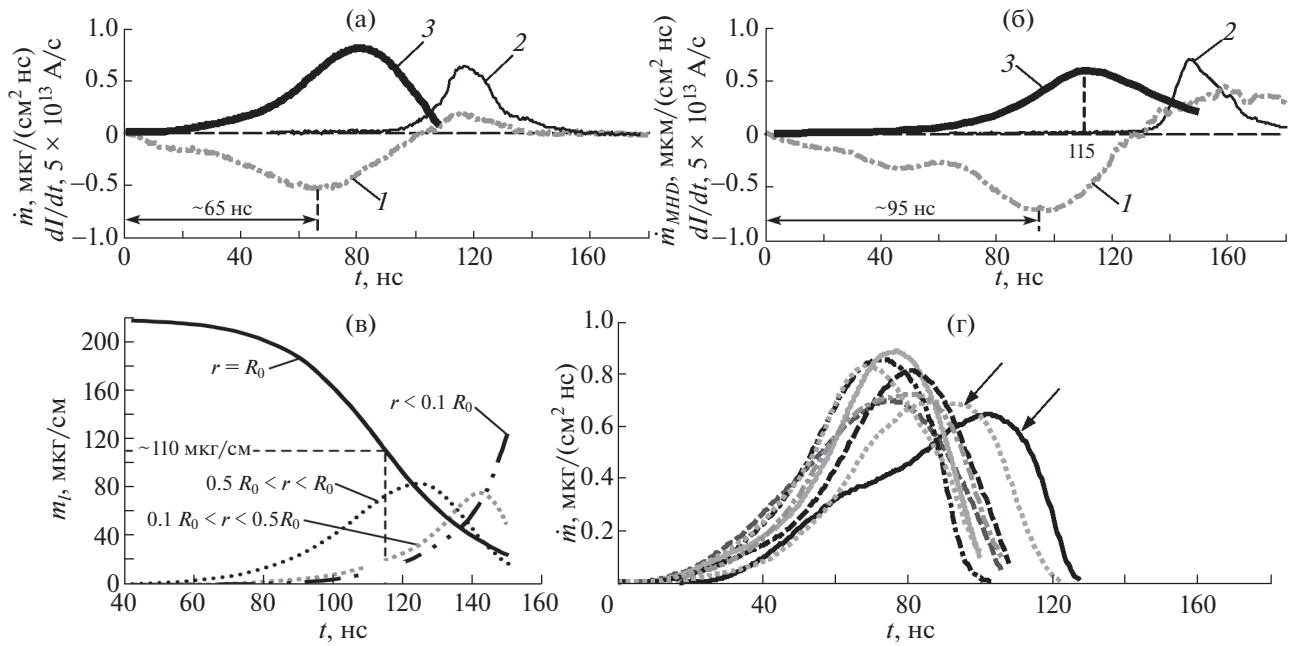 (а)
1.0
0.5
0
−0.5
−1.0
ṁ, мкг/(см² нс)
dI/dt, 5 × 10¹³ А/с
3
2
1
~65 нс
0 40 80 120 160
t, нс
(б)
1.0
0.5
0
−0.5
−1.0
ṁ_MHD, мкм/(см² нс)
dI/dt, 5 × 10¹³ А/с
3
2
115
1
~95 нс
0 40 80 120 160
t, нс
(в)
200
160
120
80
40
0
m_l, мкг/см
r = R₀
r < 0.1 R₀
~110 мкг/см
0.5 R₀ < r < R₀
0.1 R₀ < r < 0.5R₀
40 60 80 100 120 140 160
t, нс
(г)
1.0
0.8
0.6
0.4
0.2
ṁ, мкг/(см² нс)
0 40 80 120 160
t, нс